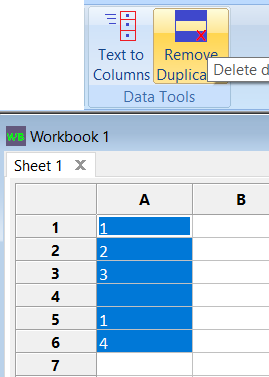 Text to
Columns
Remove
Data Tools
Delete
WB Workbook 1
Sheet 1 X
A B
1 1
2 2
3 3
4
5 1
6 4
7